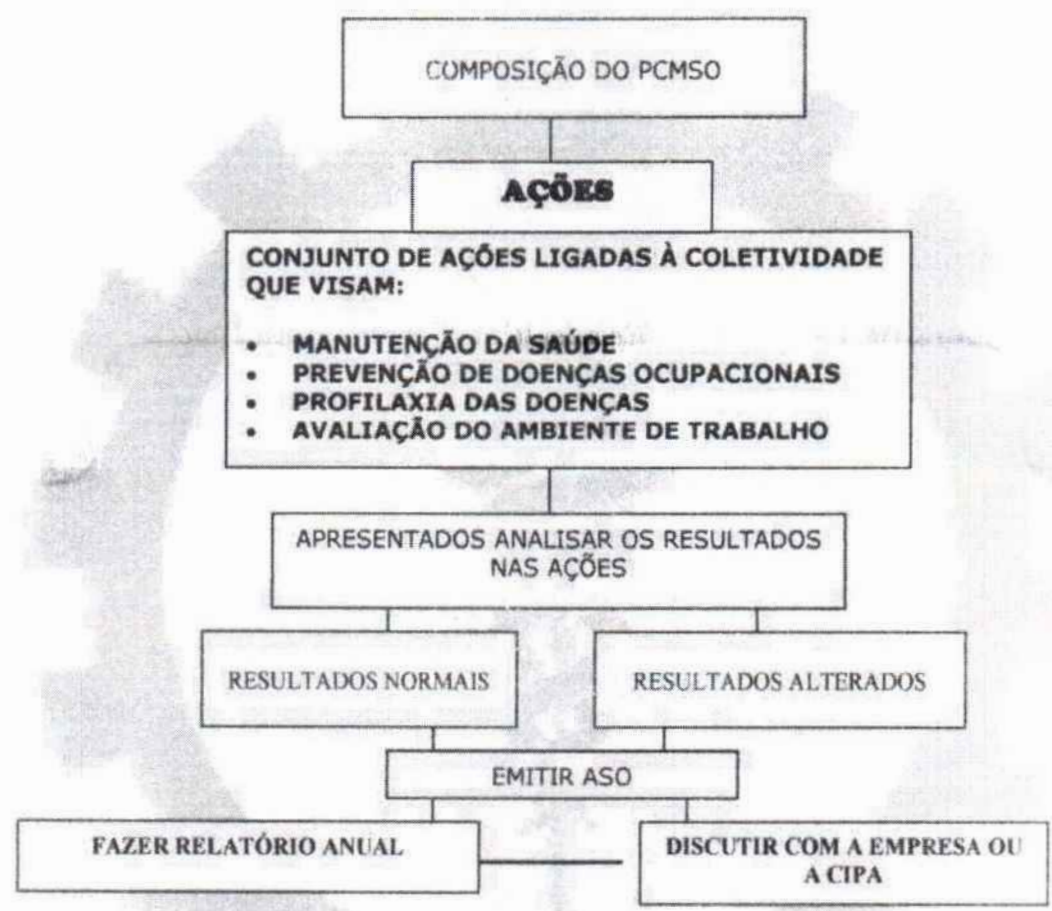 COMPOSIÇÃO DO PCMSO
AÇÕES
CONJUNTO DE AÇÕES LIGADAS À COLETIVIDADE
QUE VISAM:
• MANUTENÇÃO DA SAÚDE
• PREVENÇÃO DE DOENÇAS OCUPACIONAIS
• PROFILAXIA DAS DOENÇAS
• AVALIAÇÃO DO AMBIENTE DE TRABALHO
APRESENTADOS ANALISAR OS RESULTADOS
NAS AÇÕES
RESULTADOS NORMAIS
RESULTADOS ALTERADOS
EMITIR ASO
FAZER RELATÓRIO ANUAL
DISCUTIR COM A EMPRESA OU
A CIPA